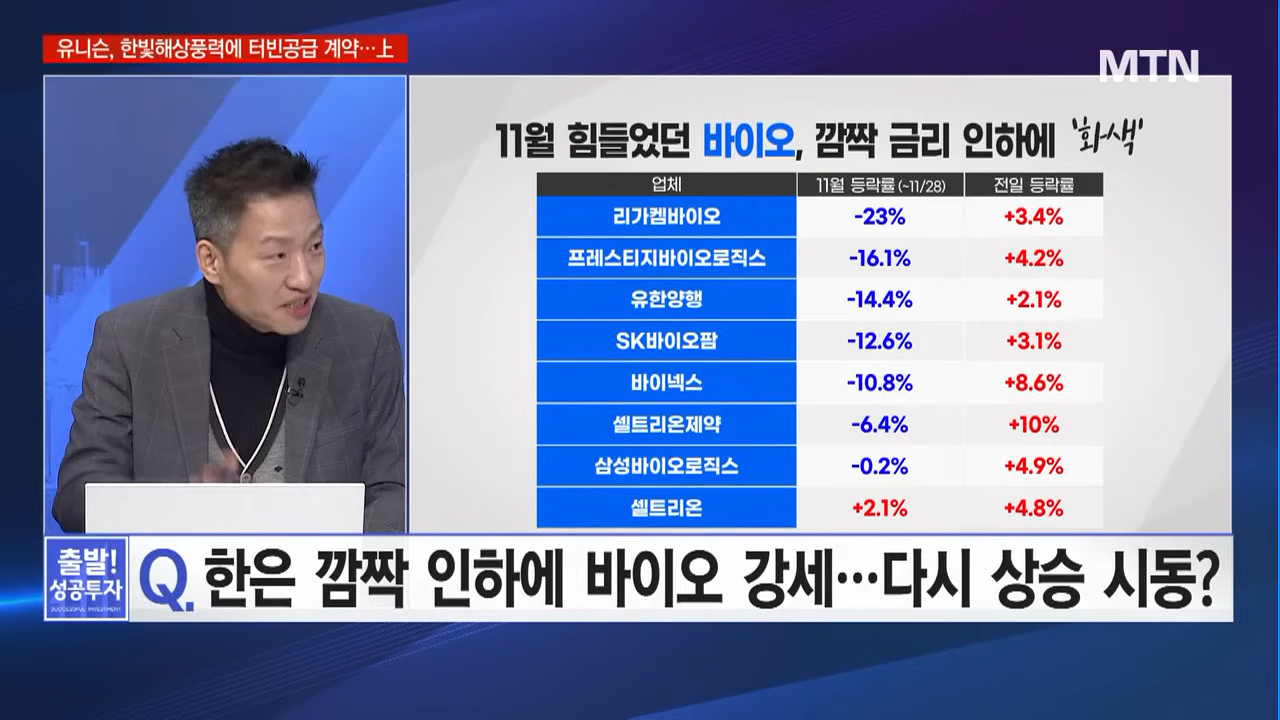 유니슨, 한빛해상풍력에 터빈공급 계약…上
MTN
11월 힘들었던 바이오, 깜짝 금리 인하에 '화색'
업체 11월 등락률 (~11/28) 전일 등락률
리가켐바이오 -23% +3.4%
프레스티지바이오로직스 -16.1% +4.2%
유한양행 -14.4% +2.1%
SK바이오팜 -12.6% +3.1%
바이넥스 -10.8% +8.6%
셀트리온제약 -6.4% +10%
삼성바이오로직스 -0.2% +4.9%
셀트리온 +2.1% +4.8%
출발!
성공투자
SUCCESSFUL INVESTMENT
Q. 한은 깜짝 인하에 바이오 강세…다시 상승 시동?